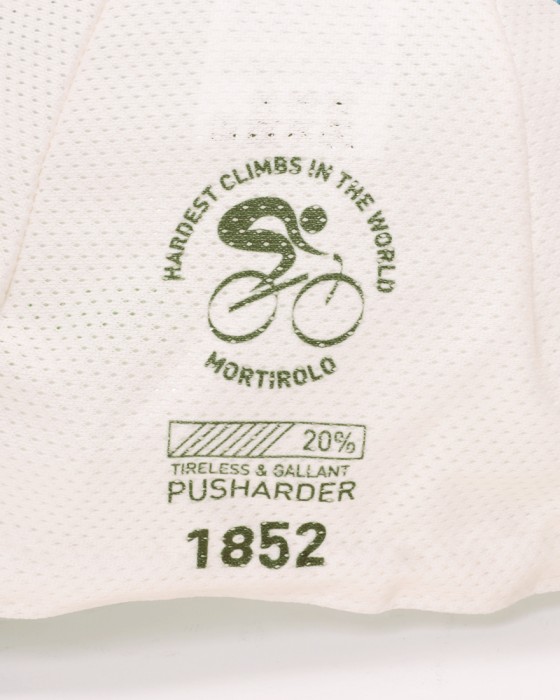 HARDEST CLIMBS IN THE WORLD
MORTIROLO
20%
TIRELESS & GALLANT
PUSHARDER
1852